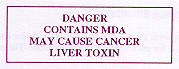 DANGER
CONTAINS MDA
MAY CAUSE CANCER
LIVER TOXIN